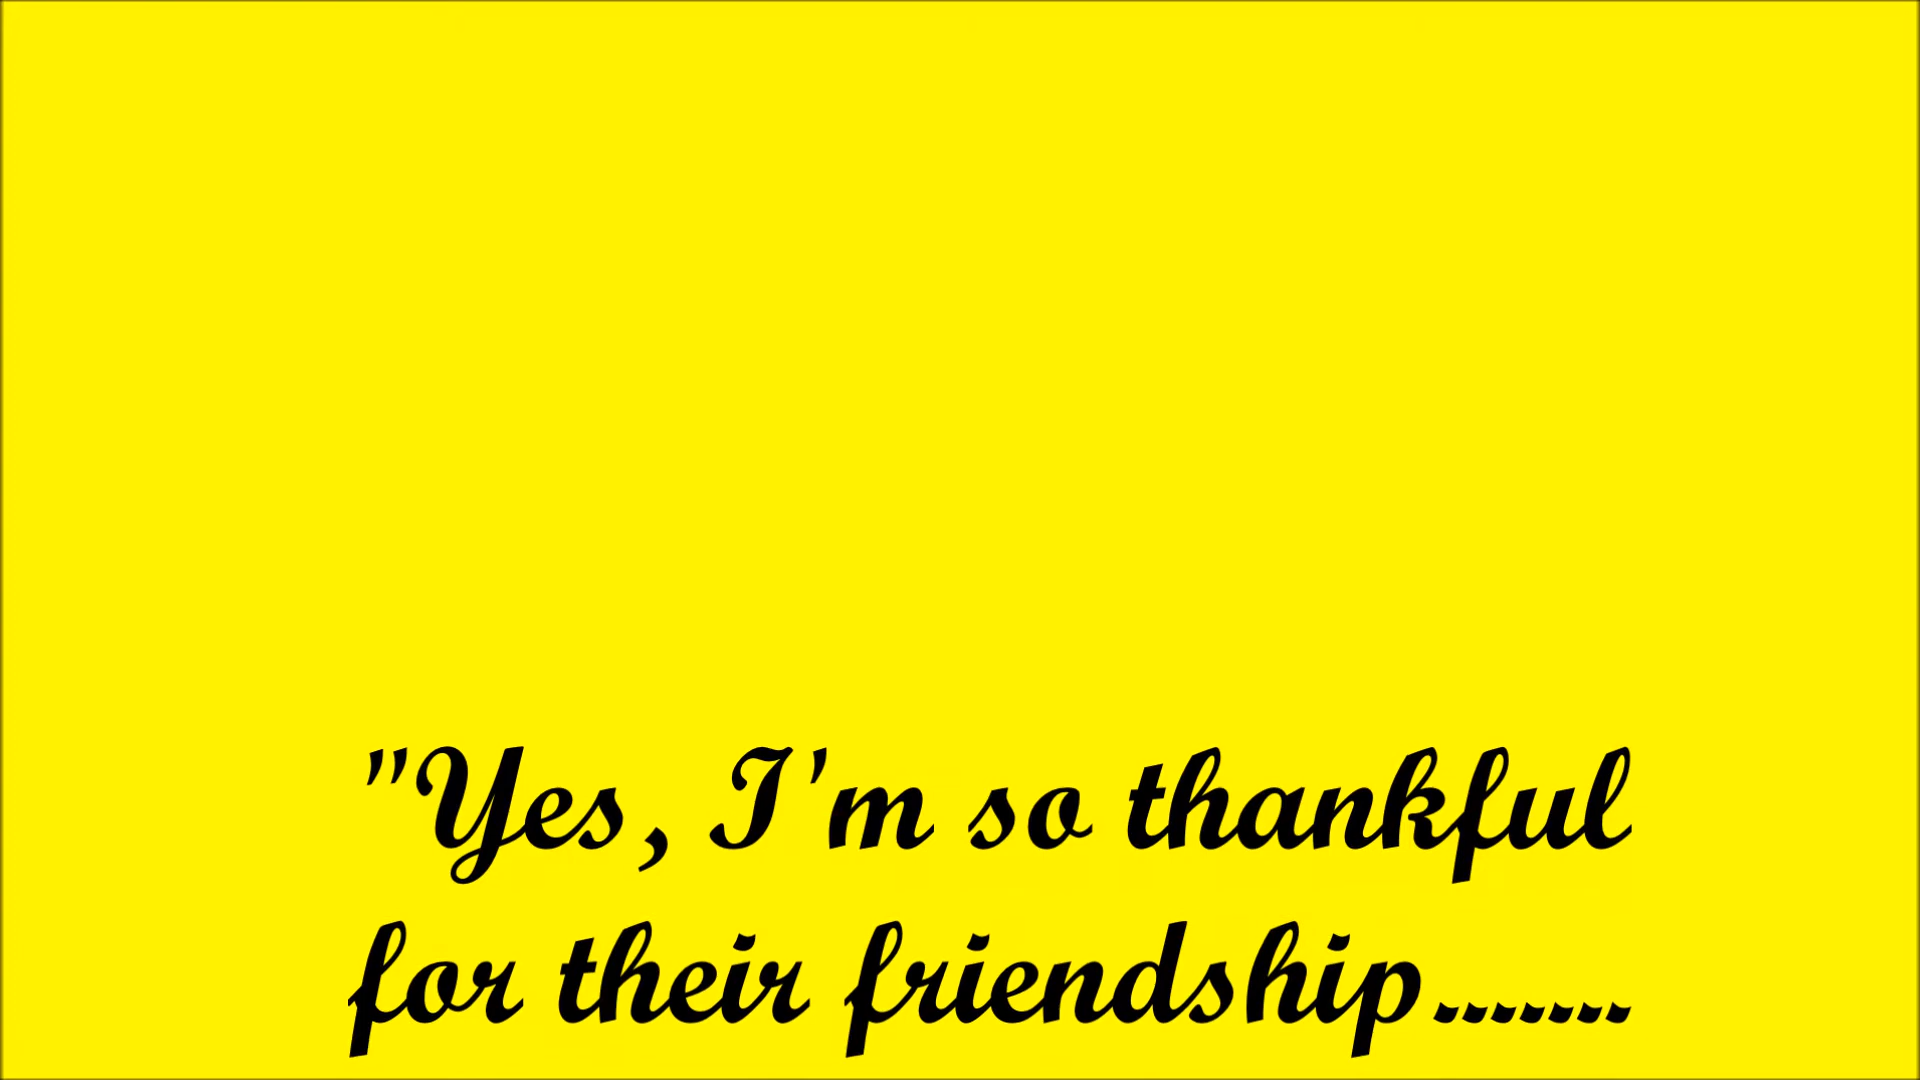 "Yes, I'm so thankful
for their friendship.......